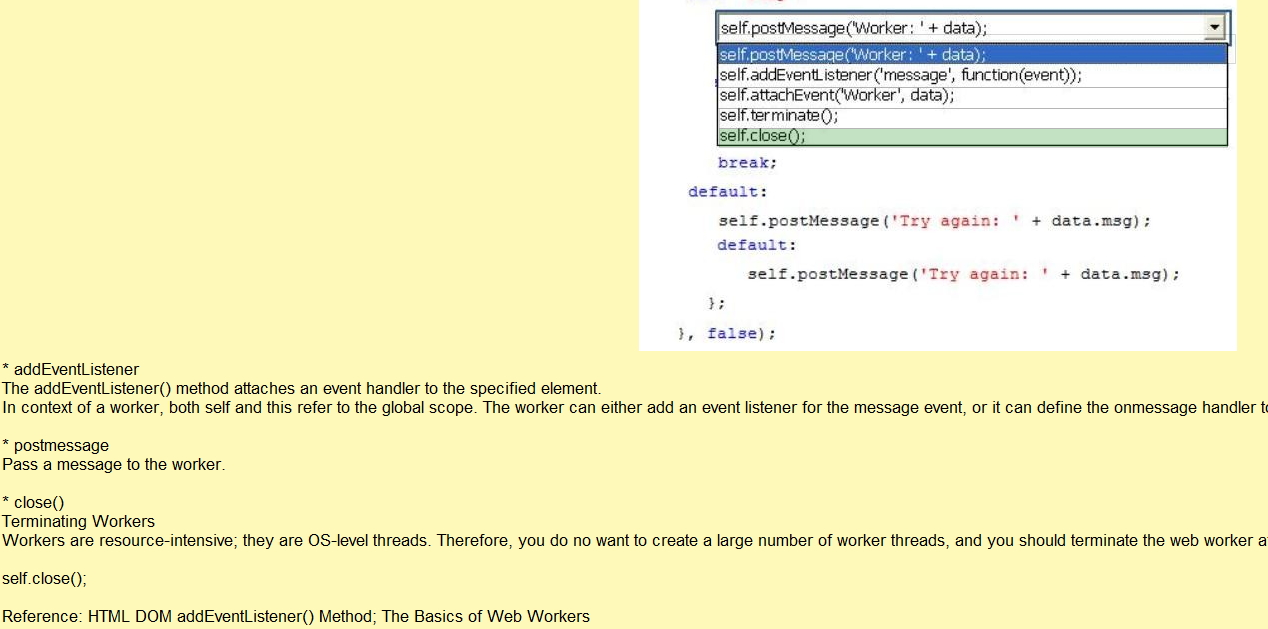 self.postMessage('Worker: ' + data);
self.postMessage('Worker: ' + data);
self.addEventListener('message', function(event));
self.attachEvent('Worker', data);
self.terminate();
self.close();
break;
default:
self.postMessage('Try again: ' + data.msg);
default:
self.postMessage('Try again: ' + data.msg);
};
}, false);
* addEventListener
The addEventListener() method attaches an event handler to the specified element.
In context of a worker, both self and this refer to the global scope. The worker can either add an event listener for the message event, or it can define the onmessage handler
* postmessage
Pass a message to the worker.
* close()
Terminating Workers
Workers are resource-intensive; they are OS-level threads. Therefore, you do no want to create a large number of worker threads, and you should terminate the web worker
self.close();
Reference: HTML DOM addEventListener() Method; The Basics of Web Workers